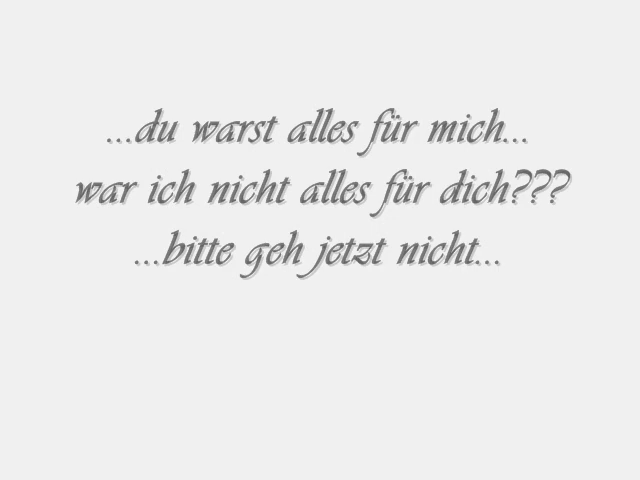 ...du warst alles für mich...
war ich nicht alles für dich???
...bitte geh jetzt nicht...